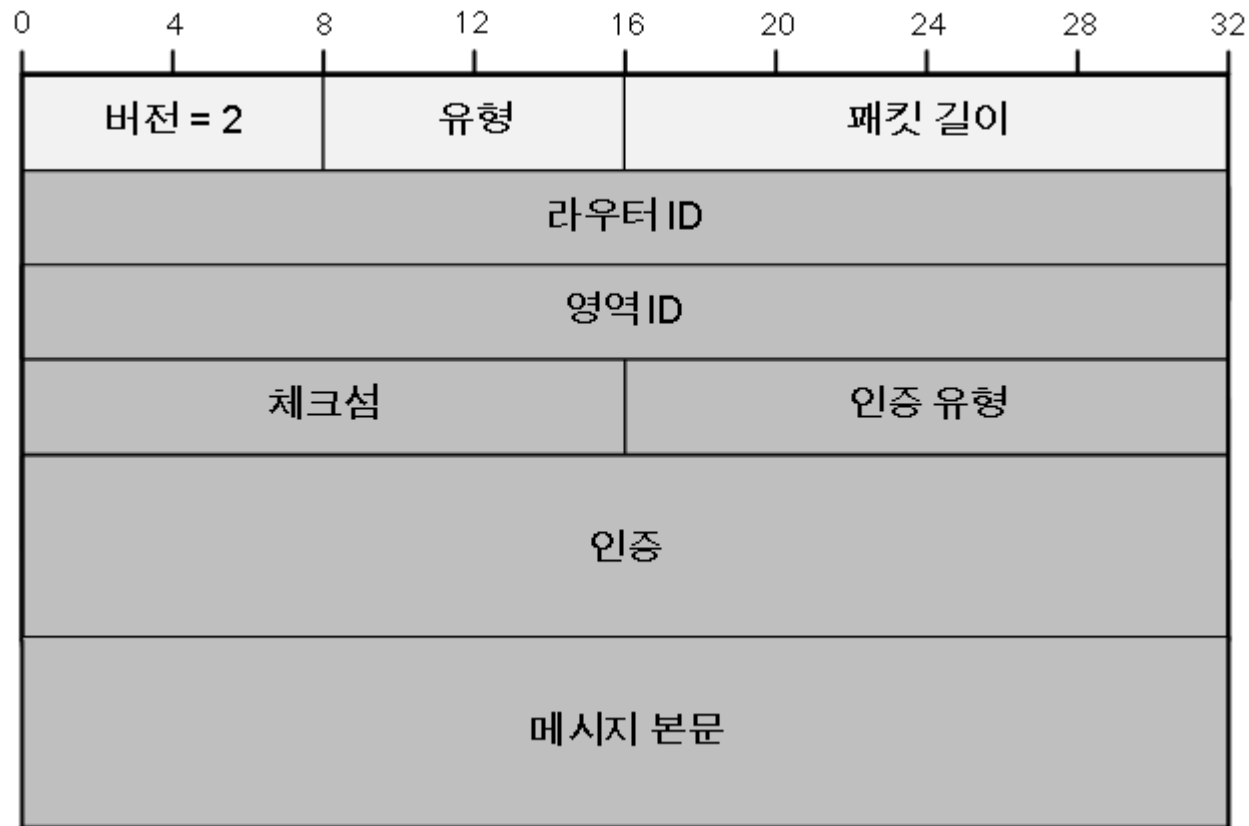 0 4 8 12 16 20 24 28 32
버전 = 2 유형 패킷 길이
라우터 ID
영역 ID
체크섬 인증 유형
인증
메시지 본문